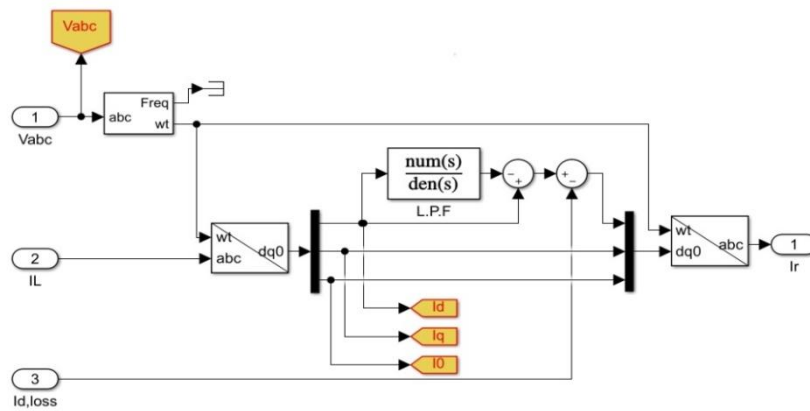 Vabc
1
Vabc
abc
Freq
wt
num(s)
den(s)
L.P.F
-
+
+
-
wt
abc
dq0
wt
dq0
abc
1
Ir
2
IL
Id
Iq
I0
3
Id,loss